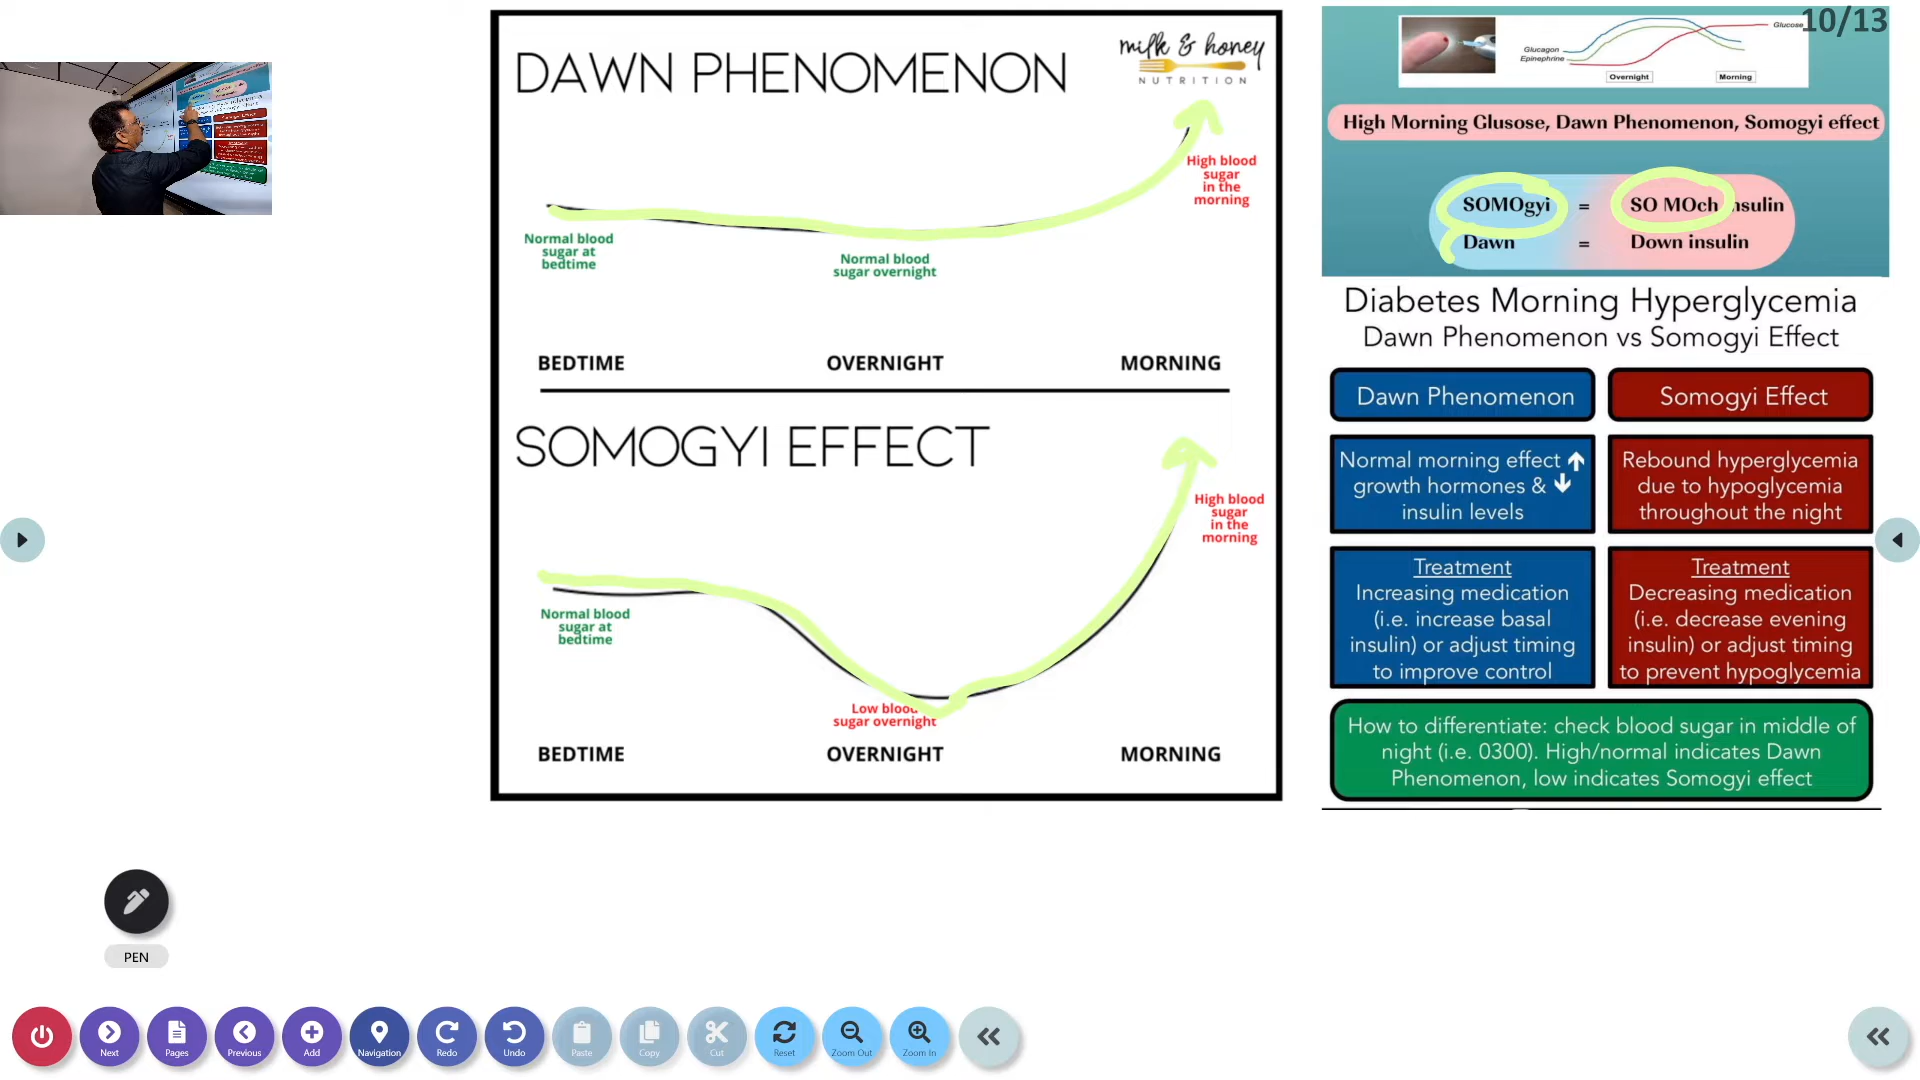 10/13
DAWN PHENOMENON
milk & honey
NUTRITION
High blood
sugar
in the
morning
Normal blood
sugar at
bedtime
Normal blood
sugar overnight
BEDTIME OVERNIGHT MORNING
SOMOGYI EFFECT
High blood
sugar
in the
morning
Normal blood
sugar at
bedtime
Low blood
sugar overnight
BEDTIME OVERNIGHT MORNING
Glucose
Glucagon
Epinephrine
Overnight Morning
High Morning Glusose, Dawn Phenomenon, Somogyi effect
SOMOgyi = SO MOch insulin
Dawn = Down insulin
Diabetes Morning Hyperglycemia
Dawn Phenomenon vs Somogyi Effect
Dawn Phenomenon
Somogyi Effect
Normal morning effect ↑
growth hormones & ↓
insulin levels
Rebound hyperglycemia
due to hypoglycemia
throughout the night
Treatment
Increasing medication
(i.e. increase basal
insulin) or adjust timing
to improve control
Treatment
Decreasing medication
(i.e. decrease evening
insulin) or adjust timing
to prevent hypoglycemia
How to differentiate: check blood sugar in middle of
night (i.e. 0300). High/normal indicates Dawn
Phenomenon, low indicates Somogyi effect
PEN
Next Pages Previous Add Navigation Redo Undo Paste Copy Cut Reset Zoom Out Zoom In